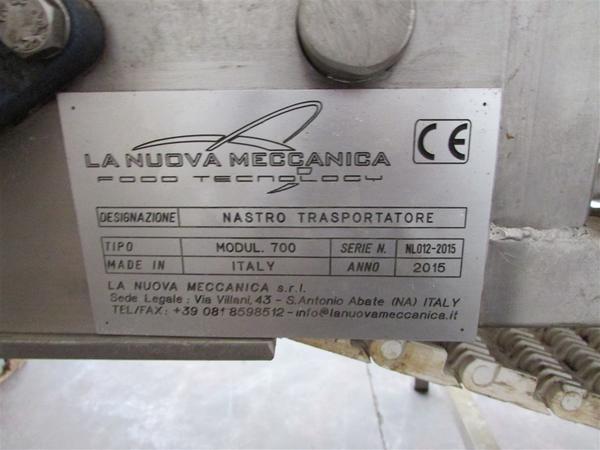 LA NUOVA MECCANICA
FOOD TECNOLOGY
CE
DESIGNAZIONE NASTRO TRASPORTATORE
TIPO MODUL. 700 SERIE N. NL012-2015
MADE IN ITALY ANNO 2015
LA NUOVA MECCANICA s.r.l.
Sede Legale : Via Villani, 43 - S.Antonio Abate (NA) ITALY
TEL/FAX: +39 081 8598512 - info@lanuovameccanica.it